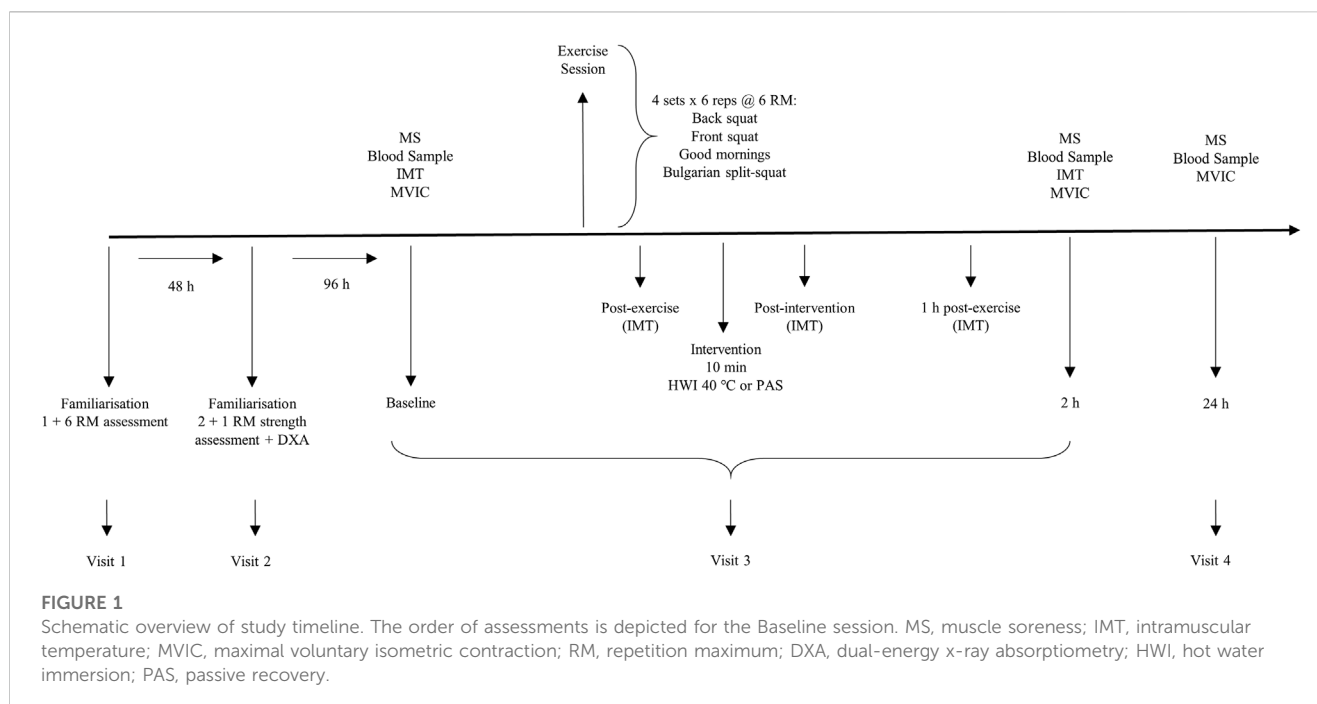 Exercise
Session
4 sets x 6 reps @ 6 RM:
Back squat
Front squat
Good mornings
Bulgarian split-squat
MS
Blood Sample
IMT
MVIC
MS
Blood Sample
IMT
MVIC
MS
Blood Sample
MVIC
48 h
96 h
Post-exercise
(IMT)
Intervention
10 min
HWI 40 °C or PAS
Post-intervention
(IMT)
1 h post-exercise
(IMT)
Familiarisation
1 + 6 RM assessment
Familiarisation
2 + 1 RM strength
assessment + DXA
Baseline
2 h
24 h
Visit 1
Visit 2
Visit 3
Visit 4
FIGURE 1
Schematic overview of study timeline. The order of assessments is depicted for the Baseline session. MS, muscle soreness; IMT, intramuscular
temperature; MVIC, maximal voluntary isometric contraction; RM, repetition maximum; DXA, dual-energy x-ray absorptiometry; HWI, hot water
immersion; PAS, passive recovery.